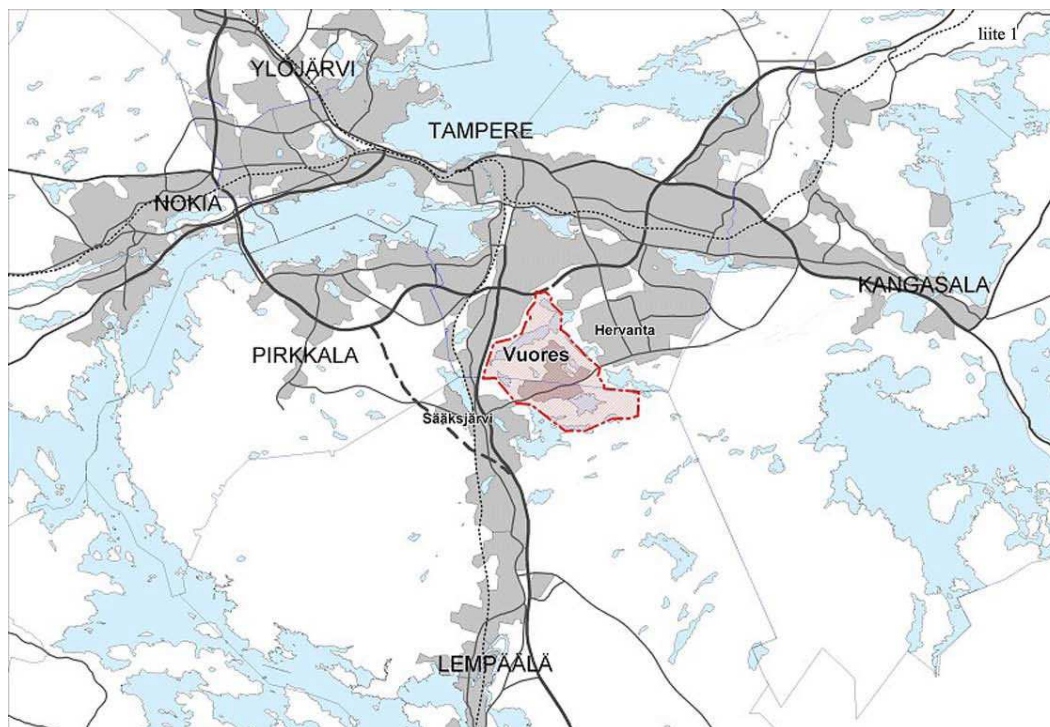 liite 1
YLÖJÄRVI
TAMPERE
NOKIA
KANGASALA
Hervanta
PIRKKALA
Vuores
Sääksjärvi
LEMPÄÄLÄ